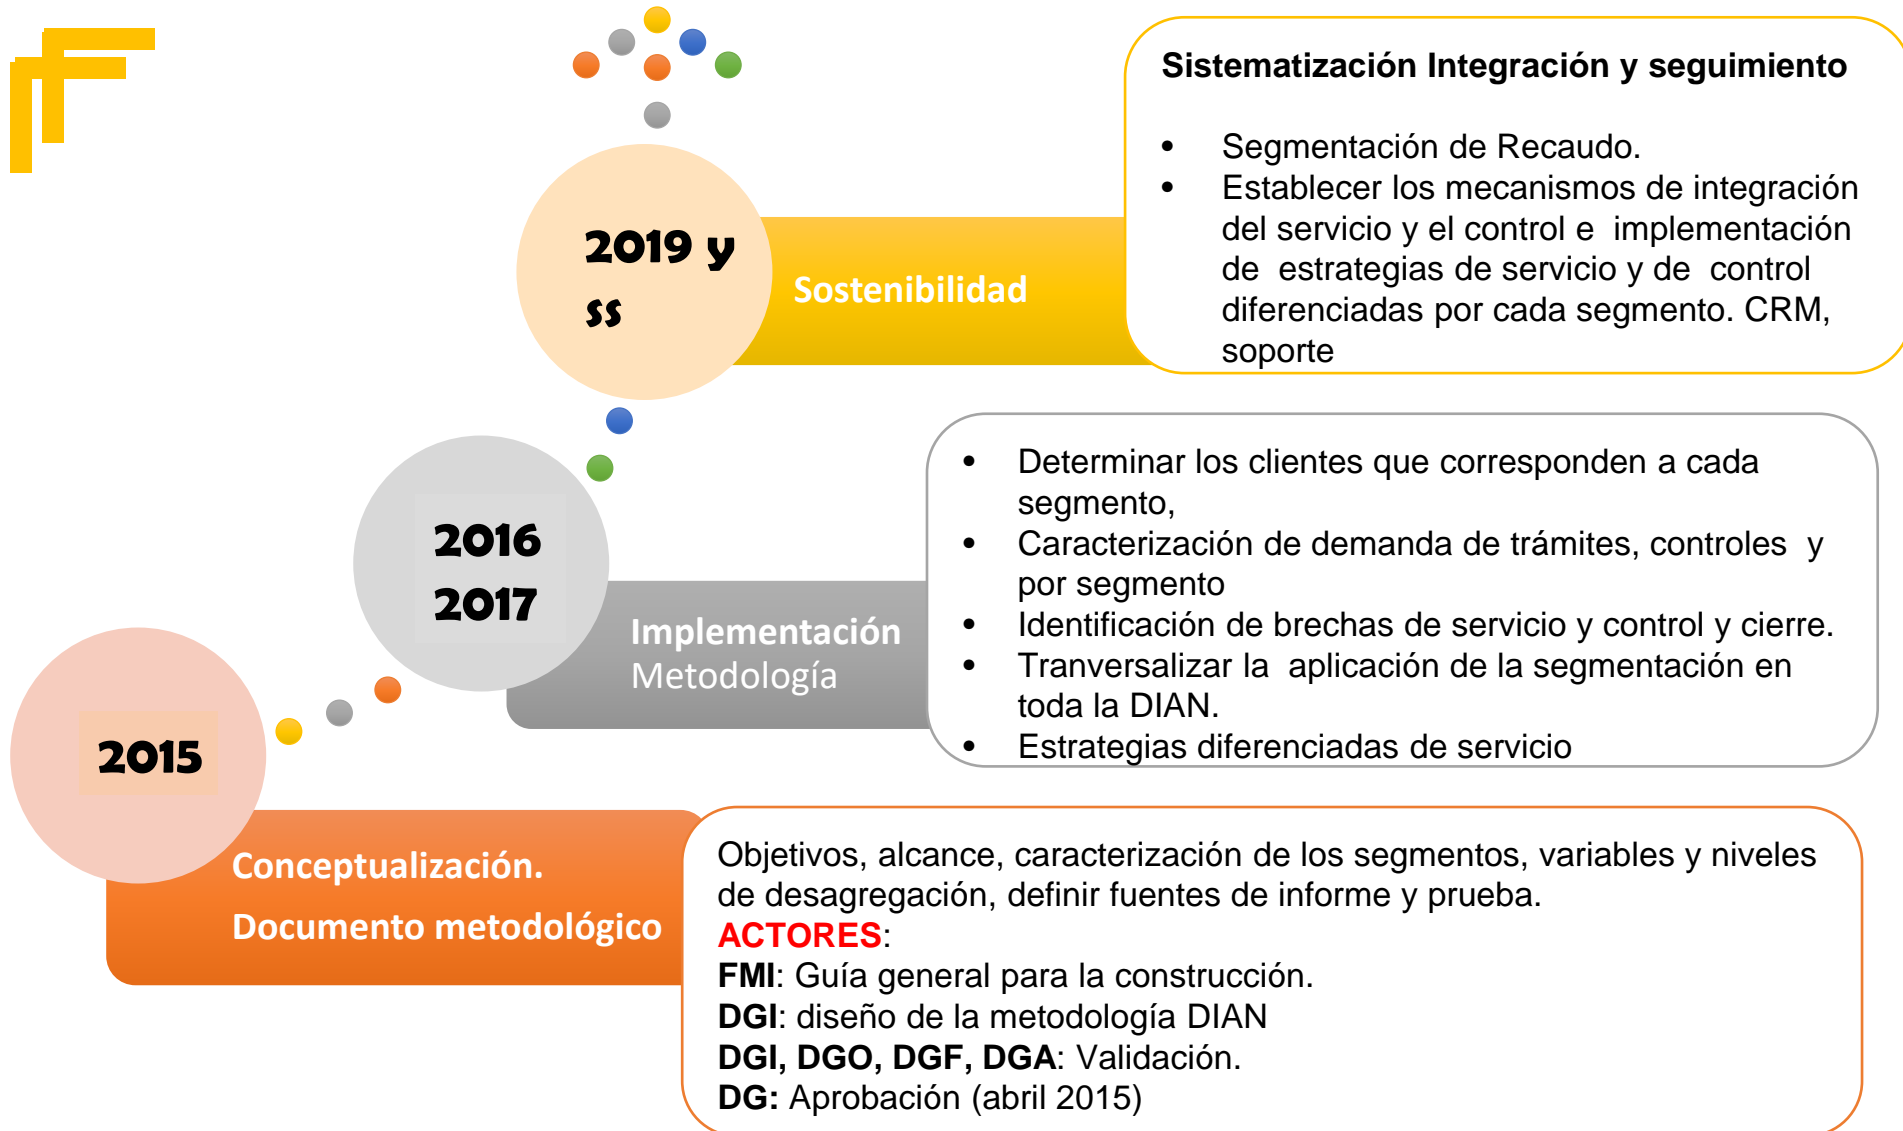 Sistematización Integración y seguimiento
• Segmentación de Recaudo.
• Establecer los mecanismos de integración
del servicio y el control e implementación
de estrategias de servicio y de control
diferenciadas por cada segmento. CRM,
soporte
2019 y
ss
Sostenibilidad
• Determinar los clientes que corresponden a cada
segmento,
• Caracterización de demanda de trámites, controles y
por segmento
• Identificación de brechas de servicio y control y cierre.
• Tranversalizar la aplicación de la segmentación en
toda la DIAN.
• Estrategias diferenciadas de servicio
2016
2017
Implementación
Metodología
2015
Conceptualización.
Documento metodológico
Objetivos, alcance, caracterización de los segmentos, variables y niveles
de desagregación, definir fuentes de informe y prueba.
ACTORES:
FMI: Guía general para la construcción.
DGI: diseño de la metodología DIAN
DGI, DGO, DGF, DGA: Validación.
DG: Aprobación (abril 2015)